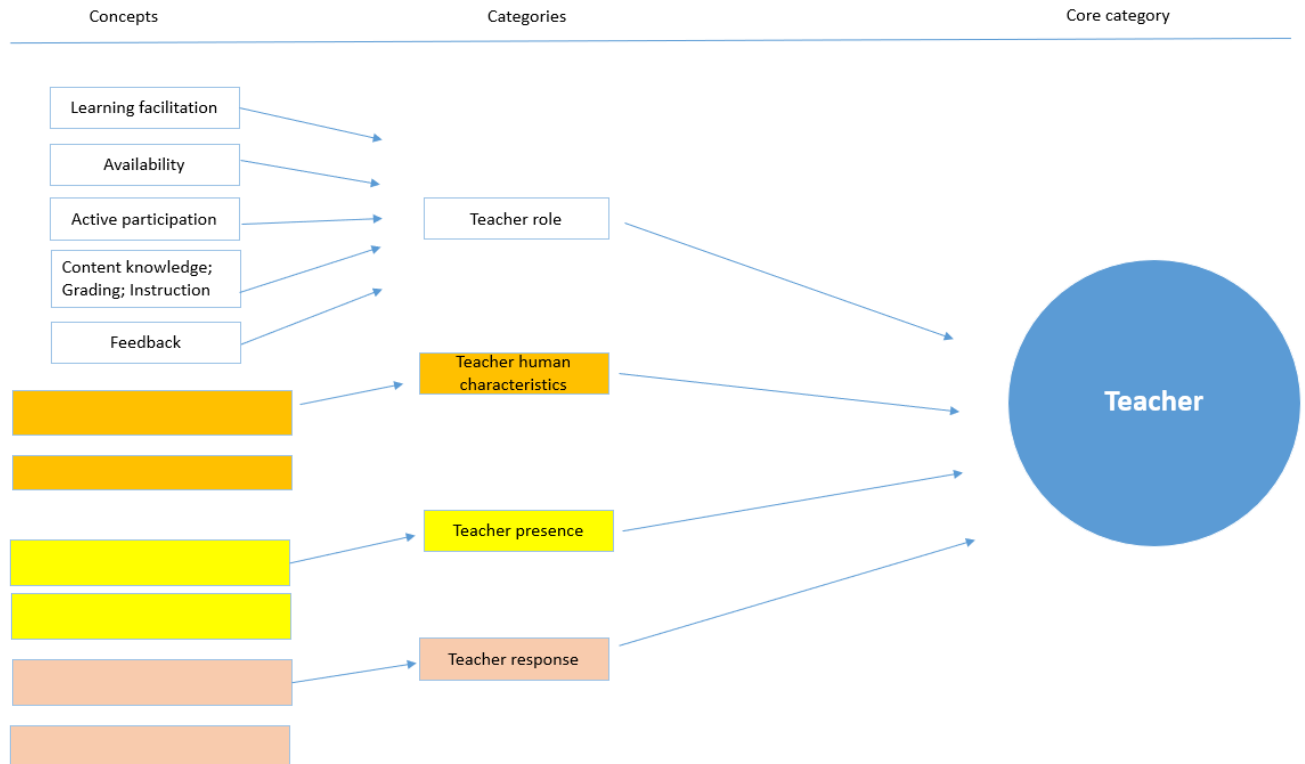 Concepts
Categories
Core category
Learning facilitation
Availability
Active participation
Content knowledge;
Grading; Instruction
Feedback
Teacher role
Teacher human
characteristics
Teacher presence
Teacher response
Teacher